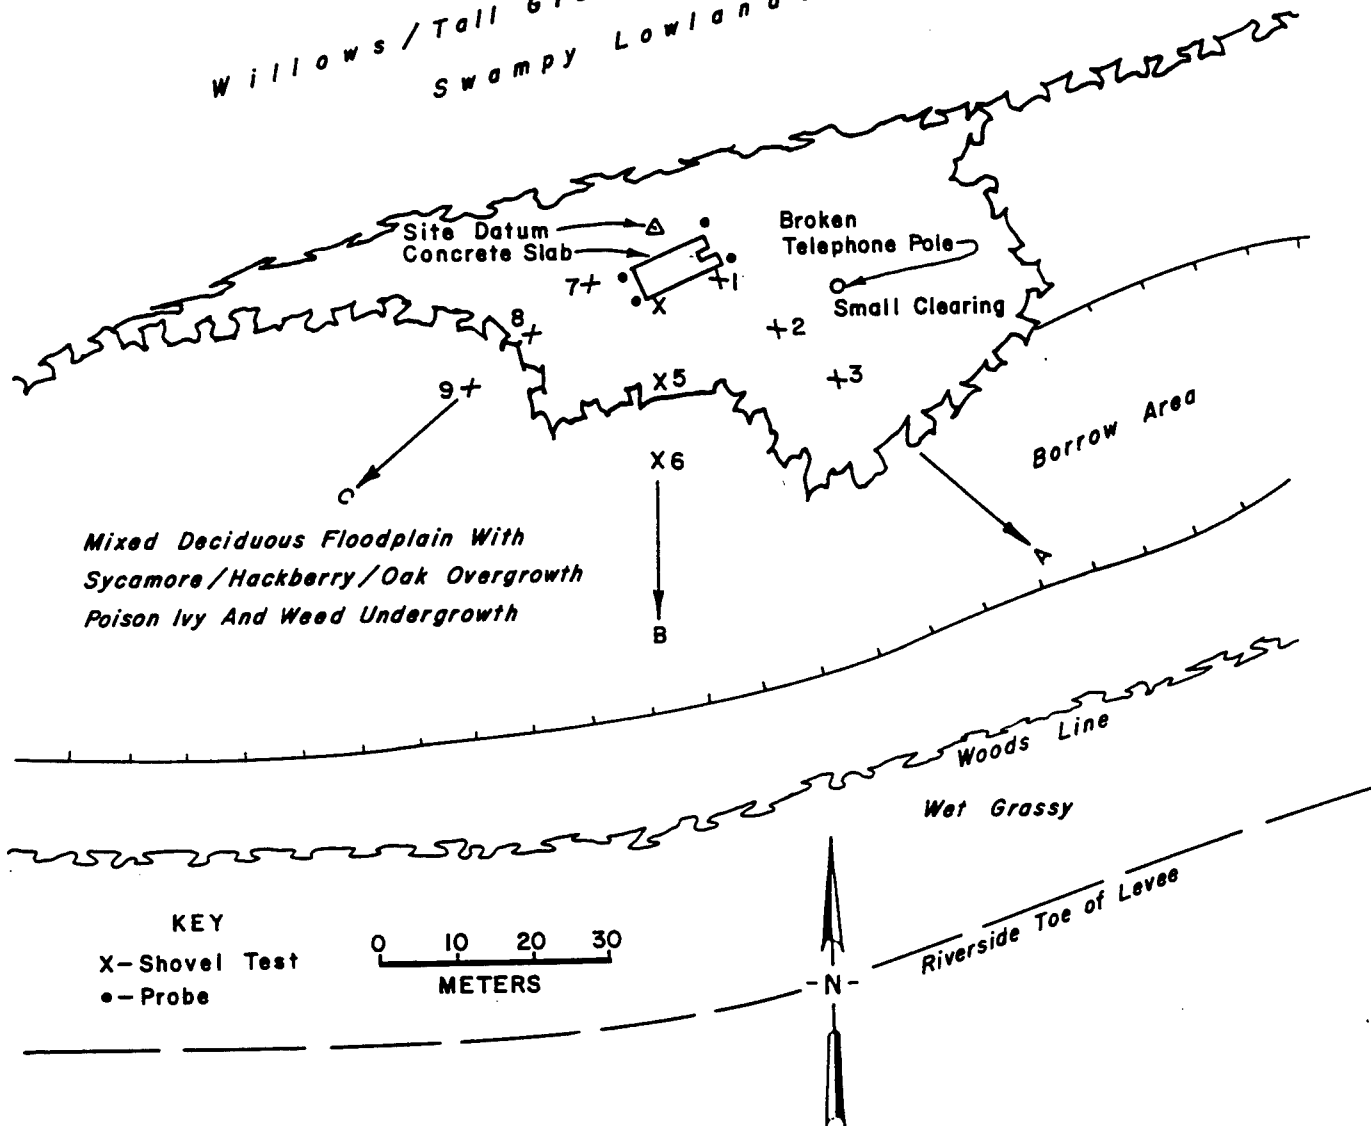 Willows/Tall
Swampy Lowland
Site Datum
Concrete Slab
Broken
Telephone Pole
Small Clearing
7+
+1
X
8
+
+2
9+
X5
+3
X6
Borrow Area
C
A
B
Mixed Deciduous Floodplain With
Sycamore/Hackberry/Oak Overgrowth
Poison Ivy And Weed Undergrowth
Woods Line
Wet Grassy
Riverside Toe of Levee
KEY
X-Shovel Test
●-Probe
0 10 20 30
METERS
-N-